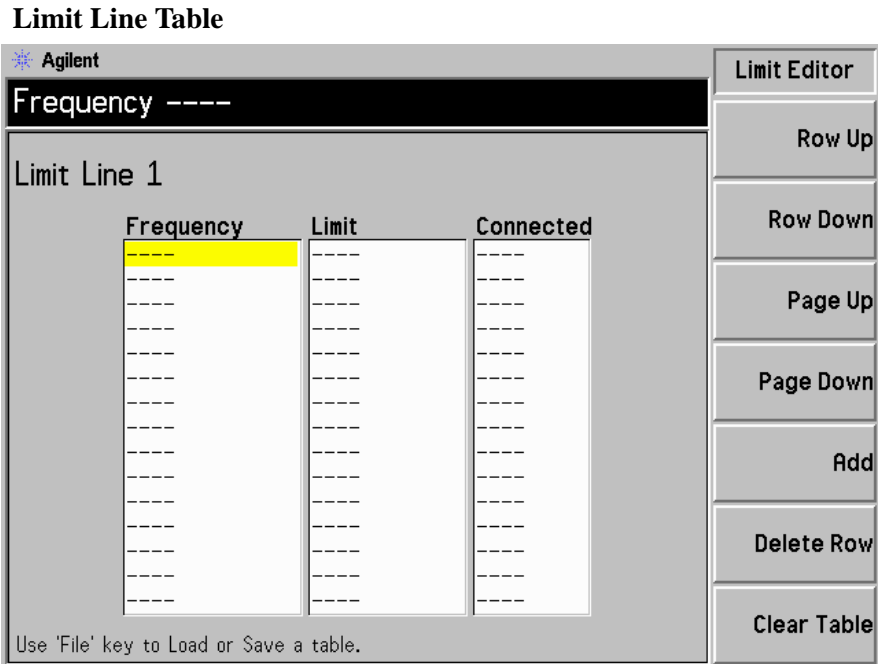 Limit Line Table
Agilent
Limit Editor
Frequency ----
Row Up
Limit Line 1
Frequency Limit Connected
Row Down
---- ---- ----
---- ---- ----
---- ---- ----
Page Up
---- ---- ----
---- ---- ----
---- ---- ----
Page Down
---- ---- ----
---- ---- ----
---- ---- ----
Add
---- ---- ----
---- ---- ----
---- ---- ----
Delete Row
---- ---- ----
---- ---- ----
---- ---- ----
Clear Table
Use 'File' key to Load or Save a table.